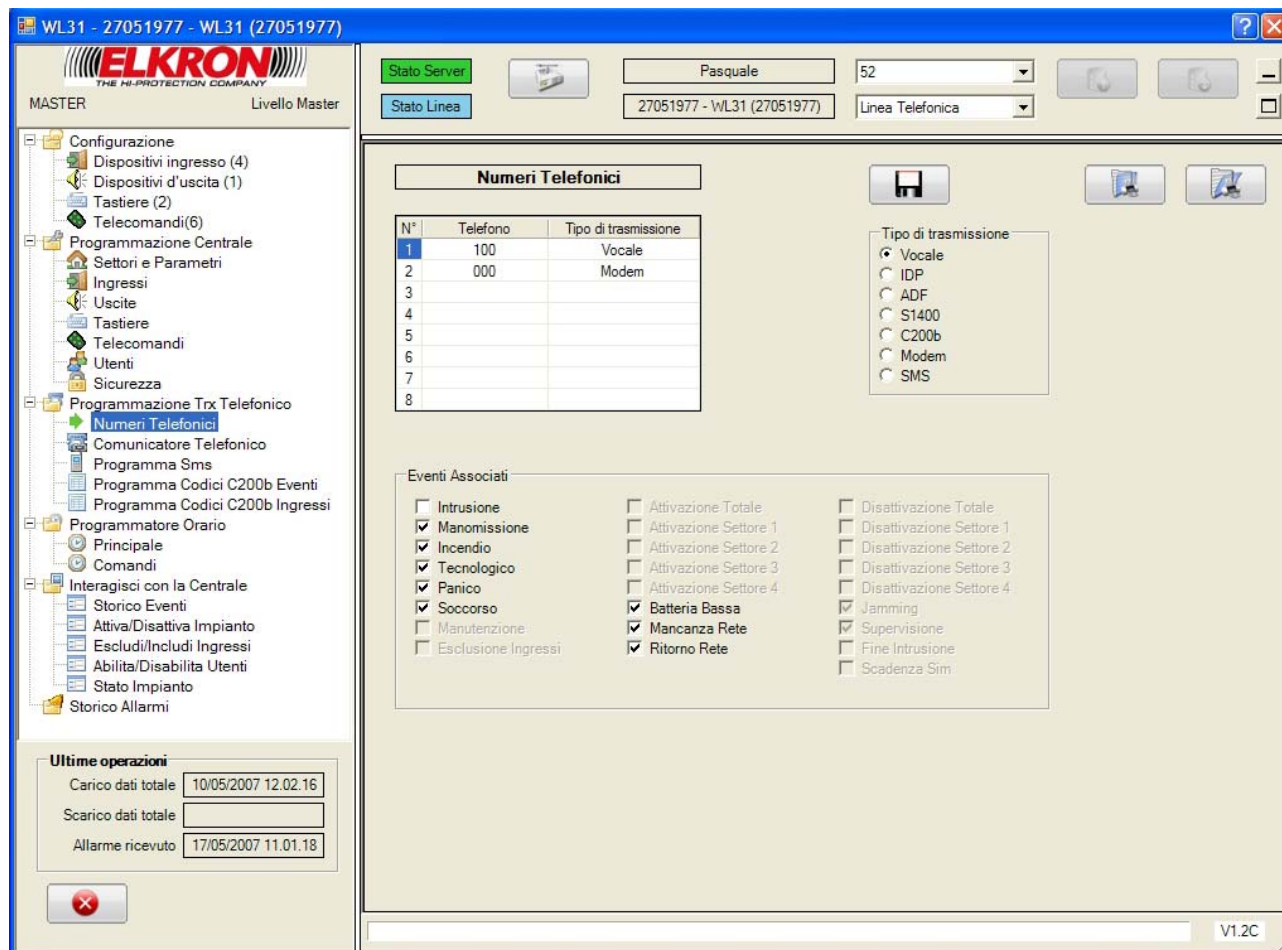 WL31 - 27051977 - WL31 (27051977)
ELKRON
THE HI-PROTECTION COMPANY
MASTER Livello Master
Configurazione
Dispositivi ingresso (4)
Dispositivi d'uscita (1)
Tastiere (2)
Telecomandi(6)
Programmazione Centrale
Settori e Parametri
Ingressi
Uscite
Tastiere
Telecomandi
Utenti
Sicurezza
Programmazione Trx Telefonico
Numeri Telefonici
Comunicatore Telefonico
Programma Sms
Programma Codici C200b Eventi
Programma Codici C200b Ingressi
Programmatore Orario
Principale
Comandi
Interagisci con la Centrale
Storico Eventi
Attiva/Disattiva Impianto
Escludi/Includi Ingressi
Abilita/Disabilita Utenti
Stato Impianto
Storico Allarmi
Ultime operazioni
Carico dati totale 10/05/2007 12.02.16
Scarico dati totale
Allarme ricevuto 17/05/2007 11.01.18
Stato Server Pasquale 52
Stato Linea 27051977 - WL31 (27051977) Linea Telefonica
Numeri Telefonici
N° Telefono Tipo di trasmissione
1 100 Vocale
2 000 Modem
3
4
5
6
7
8
Tipo di trasmissione
Vocale
IDP
ADF
S1400
C200b
Modem
SMS
Eventi Associati
Intrusione Attivazione Totale Disattivazione Totale
Manomissione Attivazione Settore 1 Disattivazione Settore 1
Incendio Attivazione Settore 2 Disattivazione Settore 2
Tecnologico Attivazione Settore 3 Disattivazione Settore 3
Panico Attivazione Settore 4 Disattivazione Settore 4
Soccorso Batteria Bassa Jamming
Manutenzione Mancanza Rete Supervisione
Esclusione Ingressi Ritorno Rete Fine Intrusione
Scadenza Sim
V1.2C